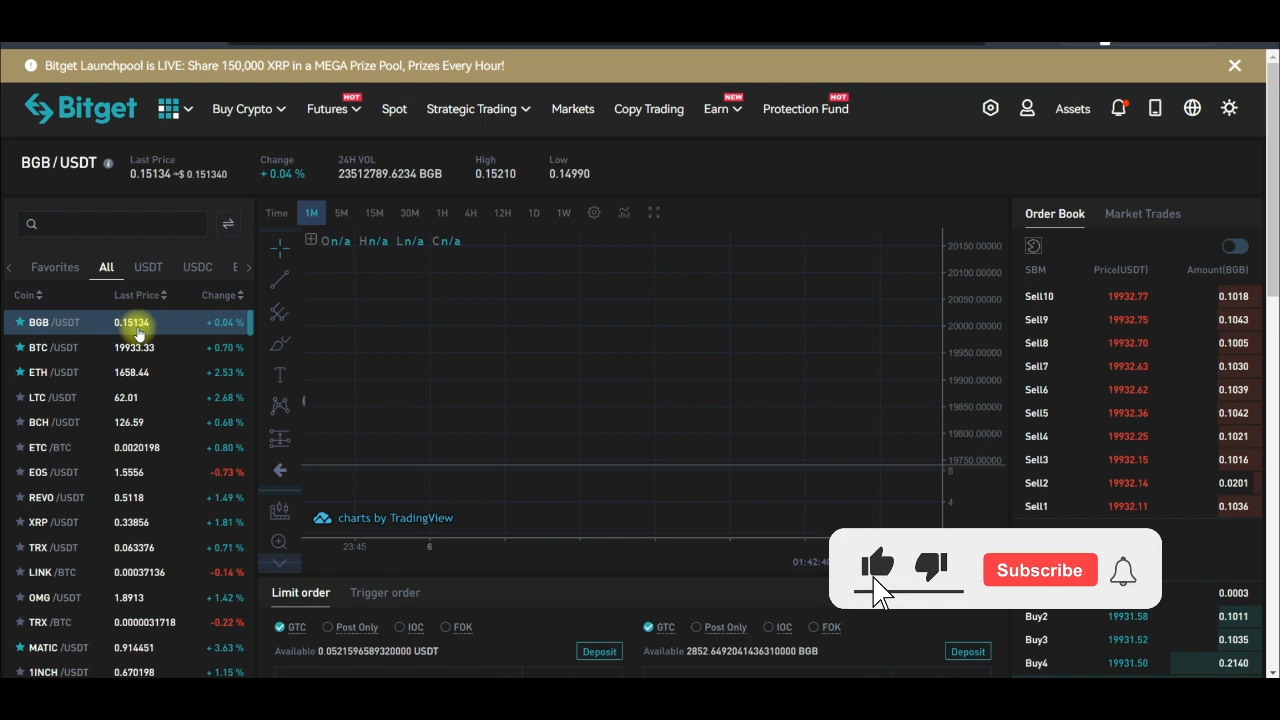 Bitget Launchpool is LIVE: Share 150,000 XRP in a MEGA Prize Pool, Prizes Every Hour!
HOT NEW HOT
Bitget Buy Crypto Futures Spot Strategic Trading Markets Copy Trading Earn Protection Fund Assets
BGB/USDT Last Price Change 24H VOL High Low
0.15134 ≈$ 0.151340 + 0.04 % 23512789.6234 BGB 0.15210 0.14990
Time 1M 5M 15M 30M 1H 4H 12H 1D 1W Order Book Market Trades
On/a Hn/a Ln/a Cn/a
Favorites All USDT USDC
Coin Last Price Change
BGB /USDT 0.15134 + 0.04 %
BTC /USDT 19933.33 + 0.70 %
ETH /USDT 1658.44 + 2.53 %
LTC /USDT 62.01 + 2.68 %
BCH /USDT 126.59 + 0.68 %
ETC /BTC 0.0020198 + 0.80 %
EOS /USDT 1.5556 -0.73 %
REVO /USDT 0.5118 + 1.49 %
XRP /USDT 0.33856 + 1.81 %
TRX /USDT 0.063376 + 0.71 %
LINK /BTC 0.00037136 -0.14 %
OMG /USDT 1.8913 + 1.42 %
TRX /BTC 0.0000031718 -0.22 %
MATIC /USDT 0.914451 + 3.63 %
1INCH /USDT 0.670198 + 1.15 %
20150.00000
20100.00000
20050.00000
20000.00000
19950.00000
19900.00000
19850.00000
19800.00000
19750.00000
8
4
charts by TradingView
23:45 6
01:42:40
SBM Price(USDT) Amount(BGB)
Sell10 19932.77 0.1018
Sell9 19932.75 0.1043
Sell8 19932.70 0.1005
Sell7 19932.63 0.1030
Sell6 19932.62 0.1039
Sell5 19932.36 0.1042
Sell4 19932.25 0.1021
Sell3 19932.15 0.1016
Sell2 19932.14 0.0201
Sell1 19932.11 0.1036
Subscribe
0.0003
Buy2 19931.58 0.1011
Buy3 19931.52 0.1035
Buy4 19931.50 0.2140
Limit order Trigger order
GTC Post Only IOC FOK GTC Post Only IOC FOK
Available 0.0521596589320000 USDT Deposit Available 2852.6492041436310000 BGB Deposit